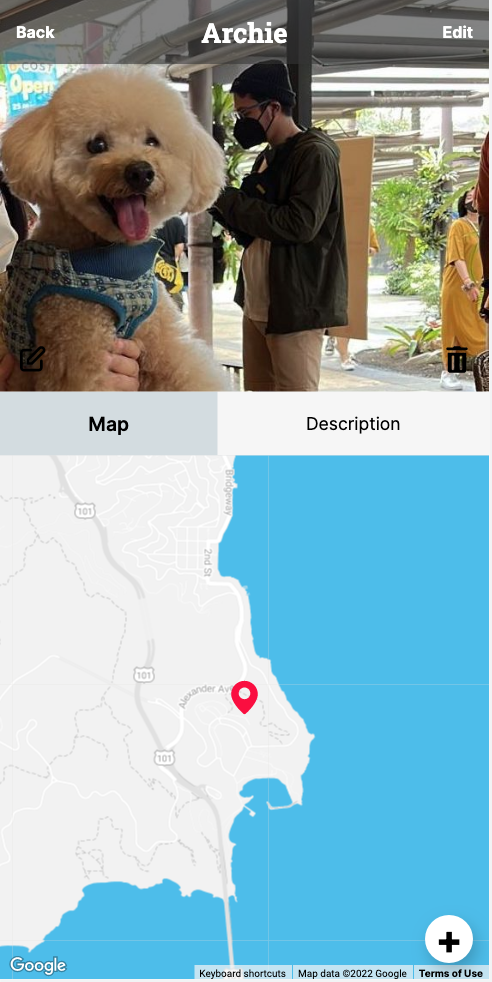 Back
Archie
Edit
Open
Map
Description
Bridgeway
101
2nd St
101
Alexander Ave
101
Google
Keyboard shortcuts
Map data ©2022 Google
Terms of Use